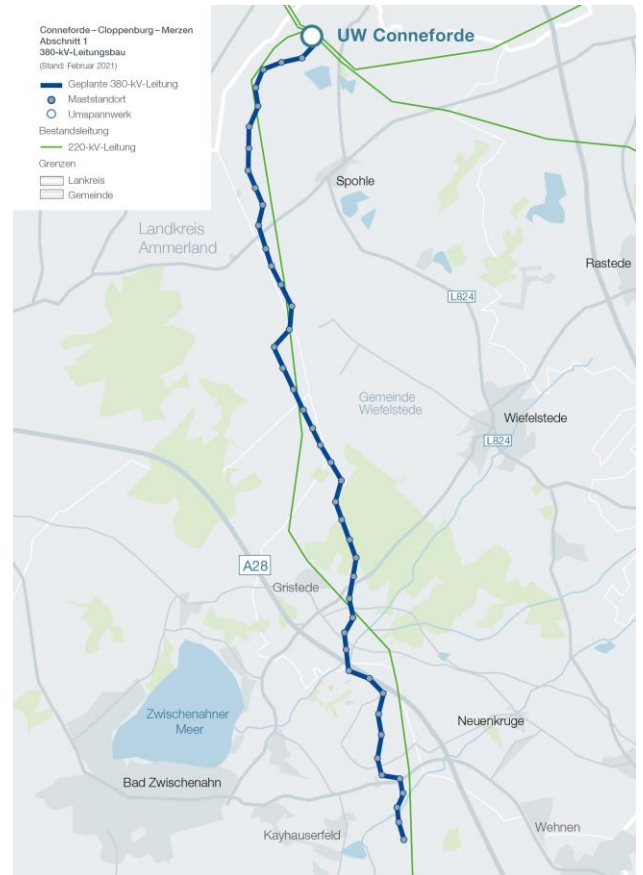 Conneforde – Cloppenburg – Merzen
Abschnitt 1
380-kV-Leitungsbau
(Stand: Februar 2021)
Geplante 380-kV-Leitung
Maststandort
Umspannwerk
Bestandsleitung
220-kV-Leitung
Grenzen
Lankreis
Gemeinde
UW Conneforde
Spohle
Landkreis
Ammerland
Rastede
L824
Gemeinde
Wiefelstede
Wiefelstede
L824
A28
Gristede
Zwischenahner
Meer
Neuenkruge
Bad Zwischenahn
Kayhauserfeld
Wehnen